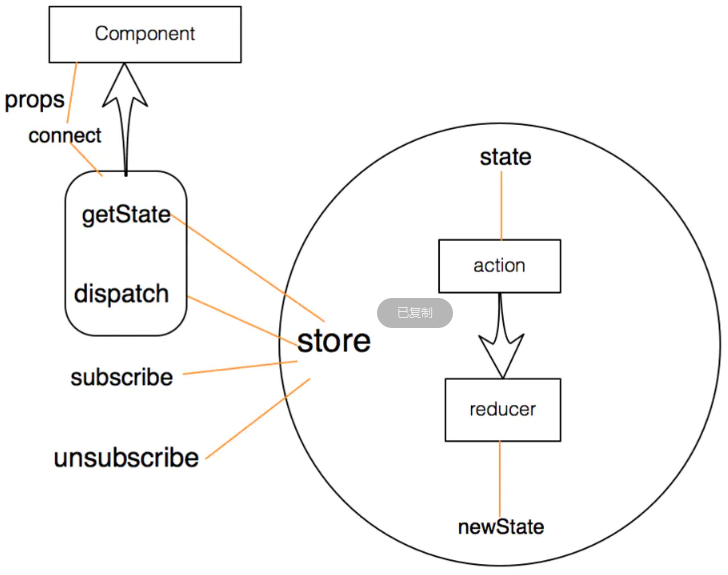 Component
props
connect
getState
dispatch
subscribe
unsubscribe
store
state
action
已复制
reducer
newState